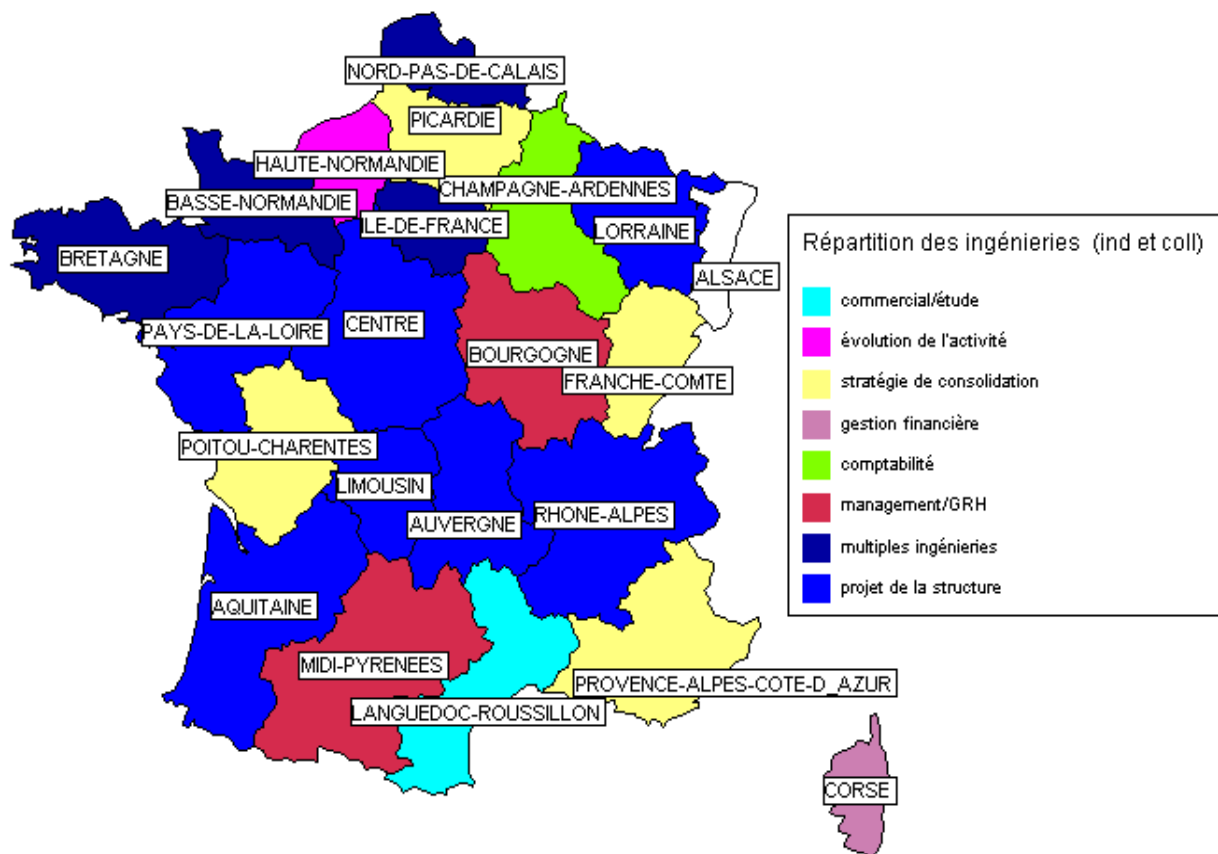 NORD-PAS-DE-CALAIS
PICARDIE
HAUTE-NORMANDIE
CHAMPAGNE-ARDENNES
BASSE-NORMANDIE
ILE-DE-FRANCE
LORRAINE
BRETAGNE
ALSACE
PAYS-DE-LA-LOIRE
CENTRE
BOURGOGNE
FRANCHE-COMTE
POITOU-CHARENTES
LIMOUSIN
AUVERGNE
RHONE-ALPES
AQUITAINE
MIDI-PYRENEES
PROVENCE-ALPES-COTE-D_AZUR
LANGUEDOC-ROUSSILLON
CORSE
Répartition des ingénieries (ind et coll)
commercial/étude
évolution de l'activité
stratégie de consolidation
gestion financière
comptabilité
management/GRH
multiples ingénieries
projet de la structure